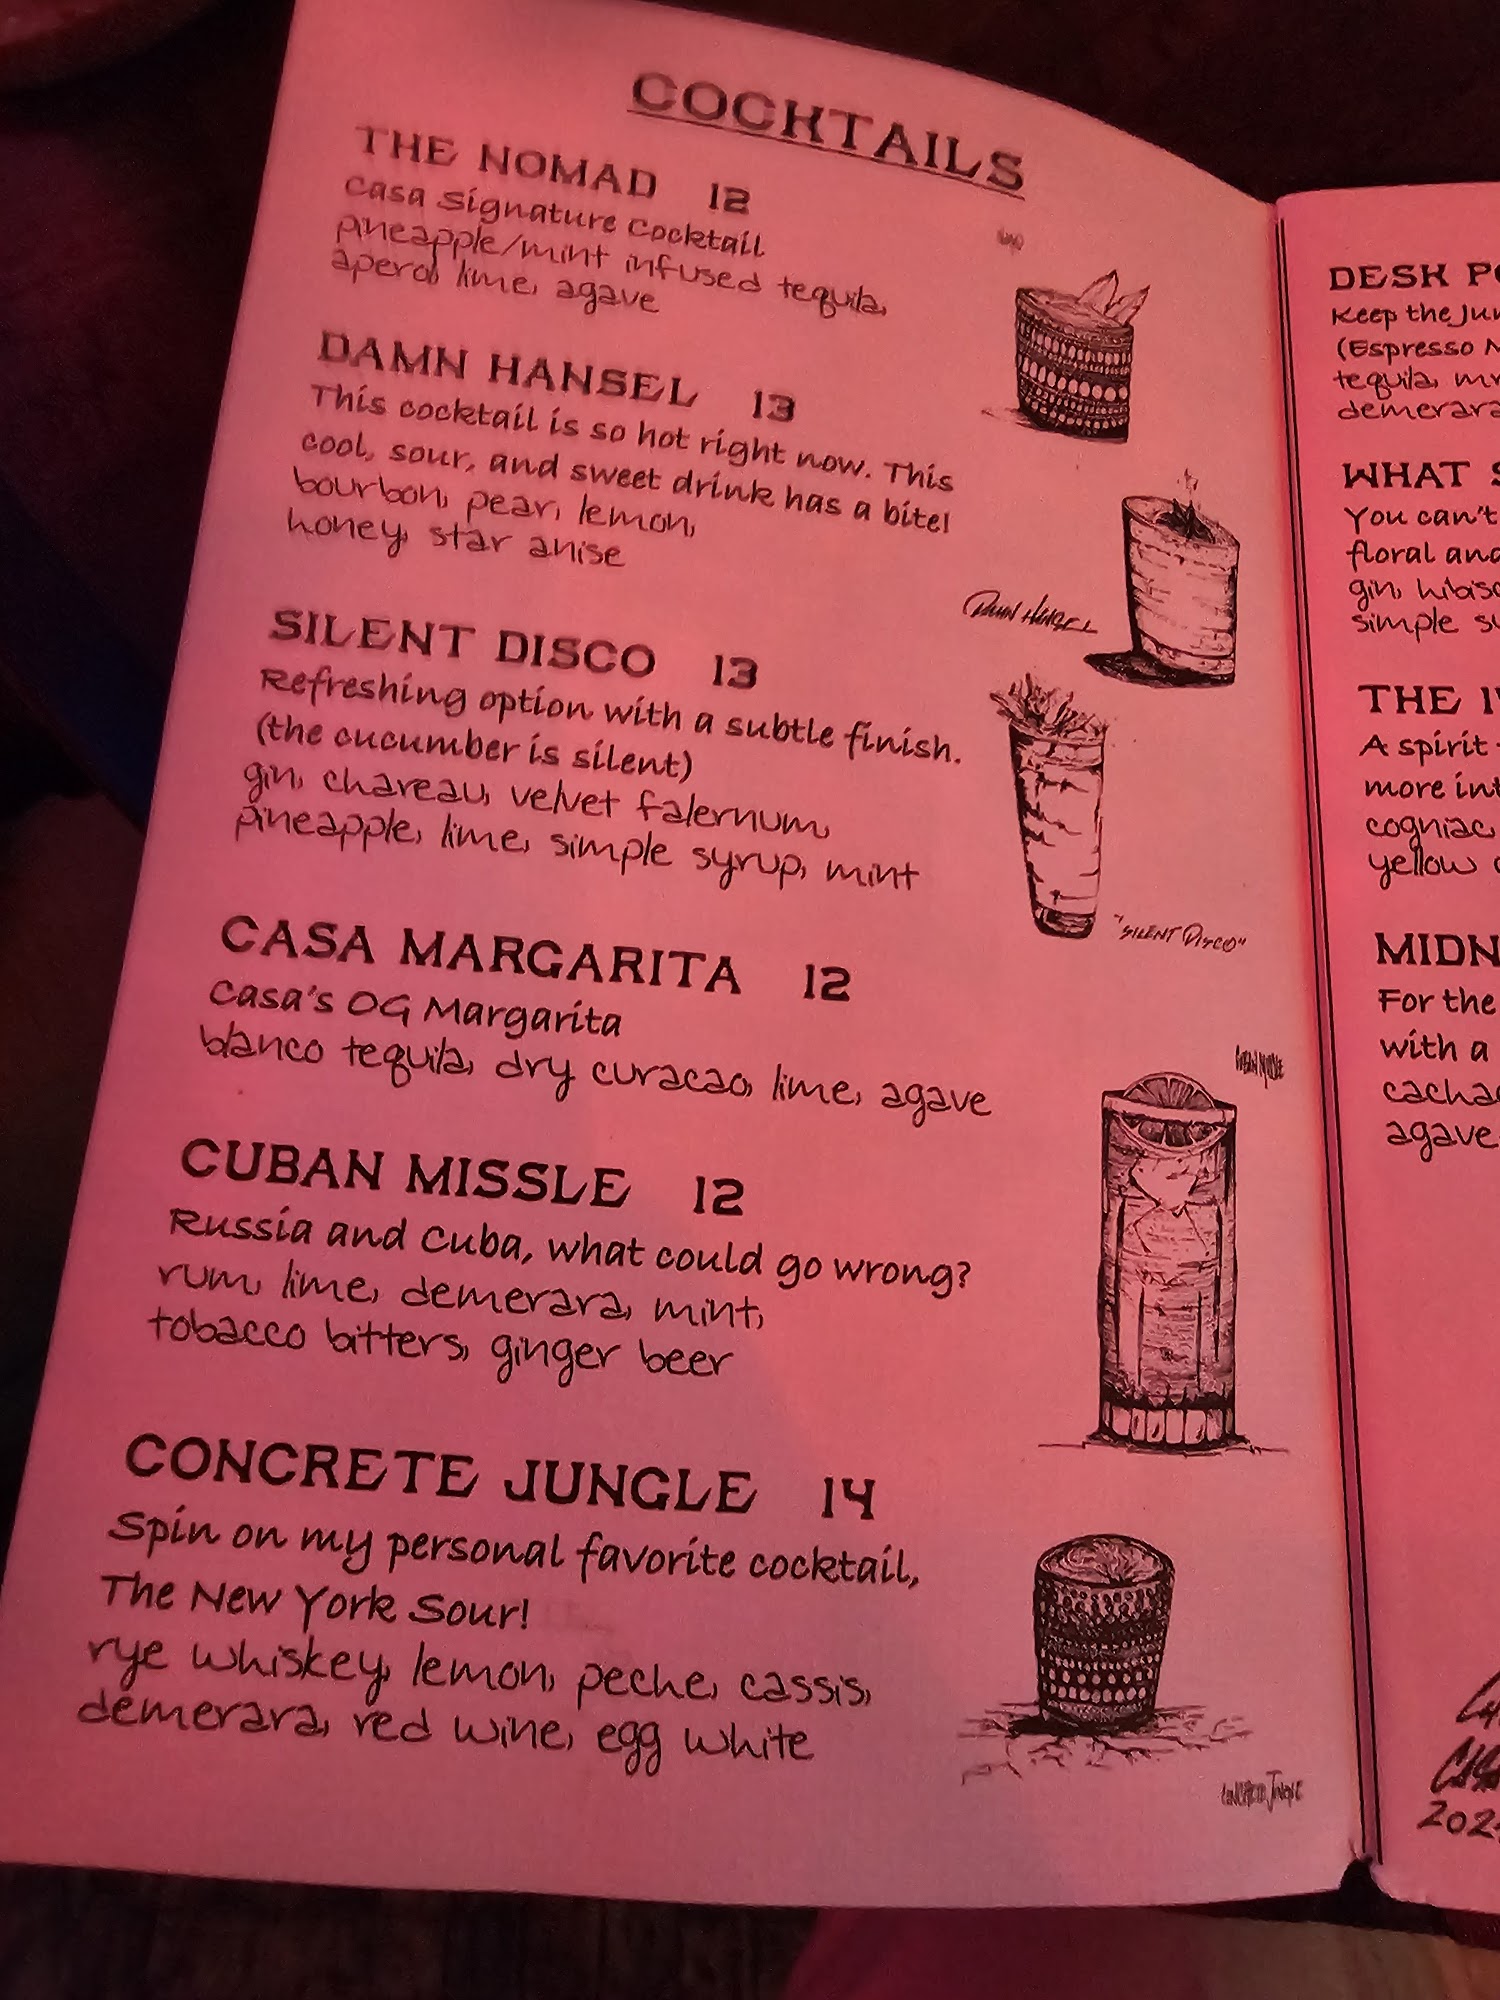 COCKTAILS
THE NOMAD 12
Casa Signature Cocktail
pineapple/mint infused tequila,
aperol, lime, agave
DAMN HANSEL 13
This cocktail is so hot right now. This
cool, sour, and sweet drink has a bite!
bourbon, pear, lemon,
honey, star anise
DAMN HANSEL
SILENT DISCO 13
Refreshing option with a subtle finish.
(the cucumber is silent)
gin, chareau, velvet falernum,
pineapple, lime, simple syrup, mint
"SILENT DISCO"
CASA MARGARITA 12
Casa's OG Margarita
blanco tequila, dry curacao, lime, agave
CUBAN MISSLE 12
Russia and Cuba, what could go wrong?
rum, lime, demerara, mint,
tobacco bitters, ginger beer
CONCRETE JUNGLE 14
Spin on my personal favorite cocktail,
The New York Sour!
rye whiskey, lemon, peche, cassis,
demerara, red wine, egg white
CONCRETE JUNGLE
DESK
Keep the
(Espresso
tequila,
demerara
WHAT
You can't
floral and
gin,
simple
THE
A spirit
more
cognac,
yellow
For the
with a
agave